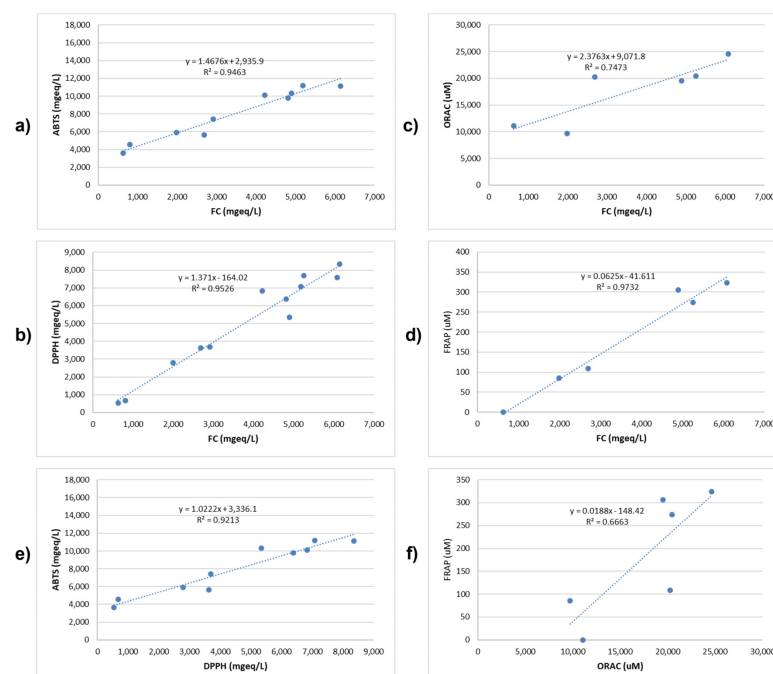 a)
ABTS (mgeq/L)
18,000
16,000
14,000
12,000
10,000
8,000
6,000
4,000
2,000
0
y = 1.4676x + 2,935.9
R² = 0.9463
0 1,000 2,000 3,000 4,000 5,000 6,000 7,000
FC (mgeq/L)
c)
ORAC (uM)
30,000
25,000
20,000
15,000
10,000
5,000
0
2.3763x + 9,071.8
R² = 0.7473
0 1,000 2,000 3,000 4,000 5,000 6,000 7,000
FC (mgeq/L)
b)
DPPH (mgeq/L)
9,000
8,000
7,000
6,000
5,000
4,000
3,000
2,000
1,000
0
y = 1.371x - 164.02
R² = 0.9526
0 1,000 2,000 3,000 4,000 5,000 6,000 7,000
FC (mgeq/L)
d)
FRAP (uM)
400
350
300
250
200
150
100
50
0
y = 0.0625x - 41.611
R² = 0.9732
0 1,000 2,000 3,000 4,000 5,000 6,000 7,000
FC (mgeq/L)
e)
ABTS (mgeq/L)
18,000
16,000
14,000
12,000
10,000
8,000
6,000
4,000
2,000
0
y = 1.0222x + 3,336.1
R² = 0.9213
0 1,000 2,000 3,000 4,000 5,000 6,000 7,000 8,000 9,000
DPPH (mgeq/L)
f)
FRAP (uM)
350
300
250
200
150
100
50
0
y = 0.0188x - 148.42
R² = 0.6663
0 5,000 10,000 15,000 20,000 25,000 30,000
ORAC (uM)